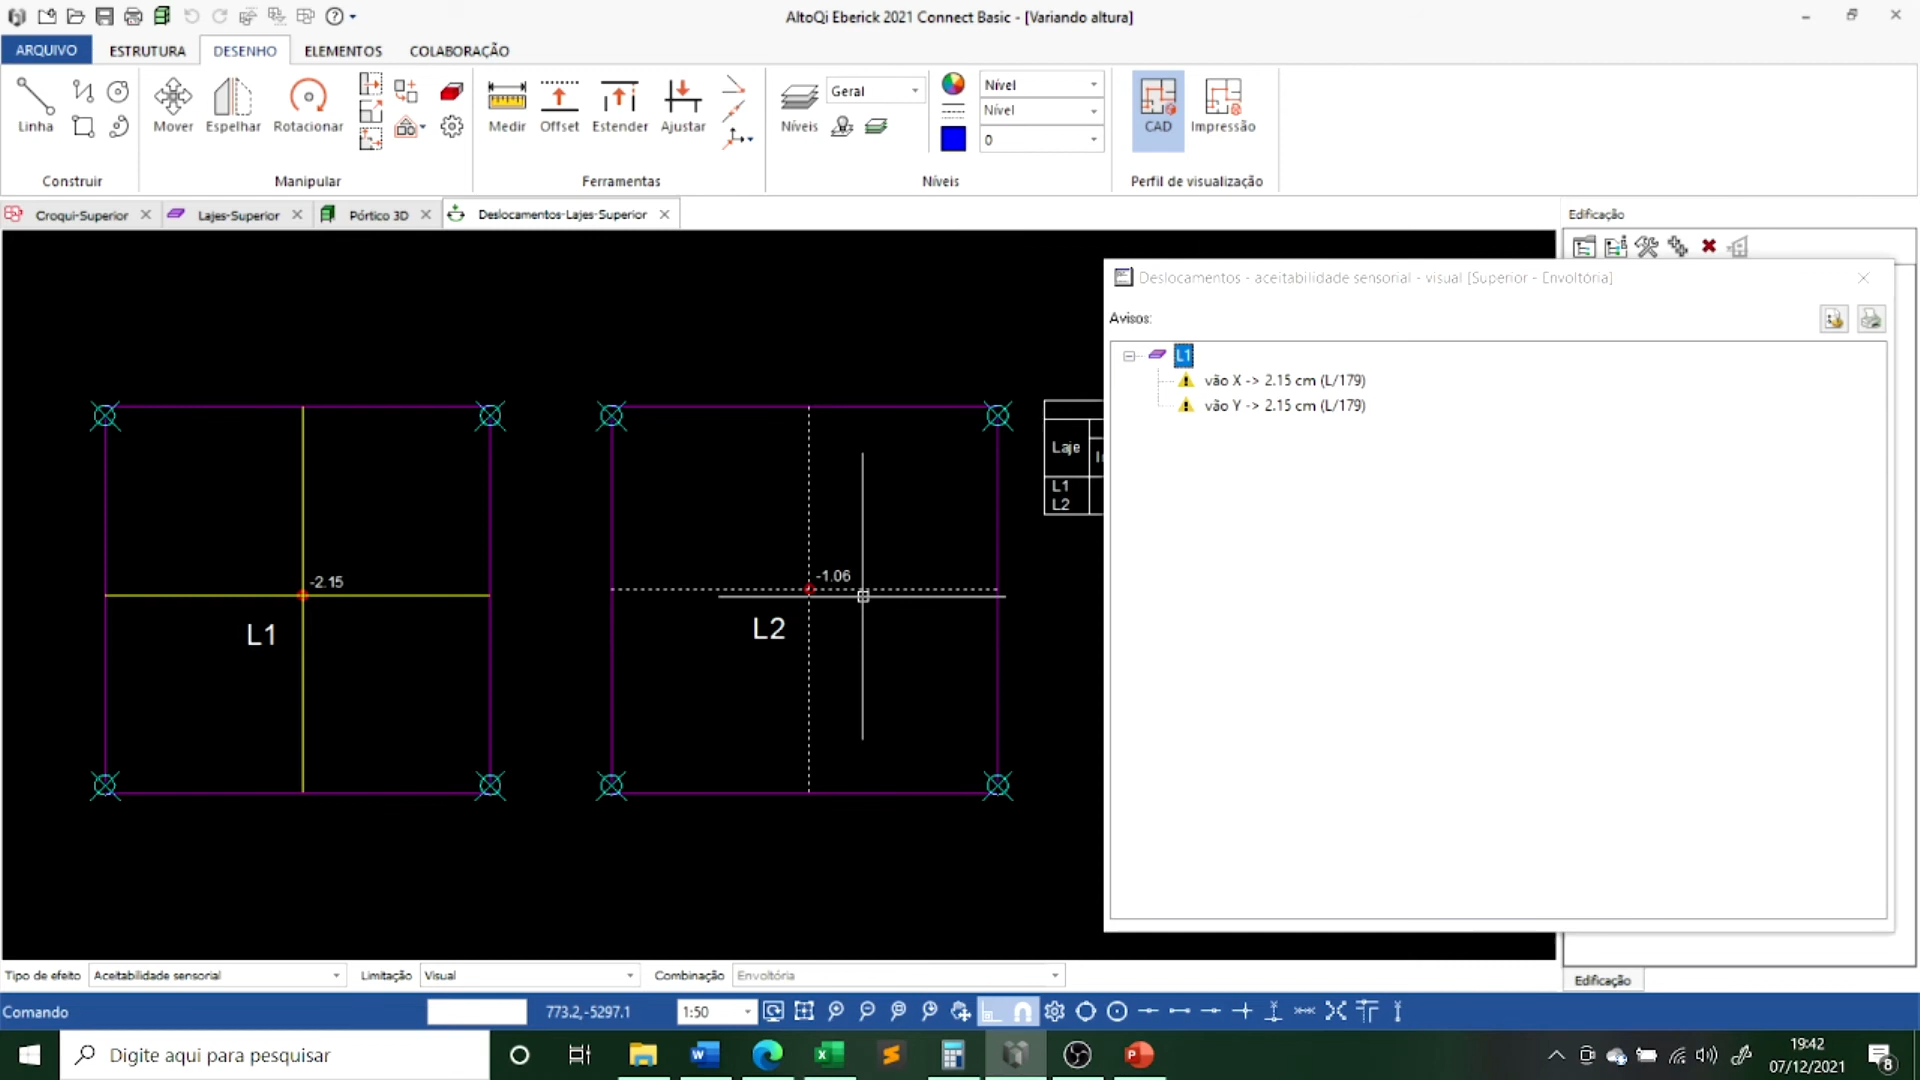 AltoQi Eberick 2021 Connect Basic - [Variando altura]
ARQUIVO ESTRUTURA DESENHO ELEMENTOS COLABORAÇÃO
Linha Mover Espelhar Rotacionar Medir Offset Estender Ajustar Níveis Geral Nível CAD Impressão
Nível
0
Construir Manipular Ferramentas Níveis Perfil de visualização
Croqui-Superior Lajes-Superior Pórtico 3D Deslocamentos-Lajes-Superior Edificação
Deslocamentos - aceitabilidade sensorial - visual [Superior - Envoltória]
Avisos:
L1
vão X -> 2.15 cm (L/179)
vão Y -> 2.15 cm (L/179)
Laje
L1
L2
-2.15
L1
-1.06
L2
Tipo de efeito Aceitabilidade sensorial Limitação Visual Combinação Envoltória
Edificação
Comando 773.2,-5297.1 1:50
Digite aqui para pesquisar
19:42
07/12/2021
8